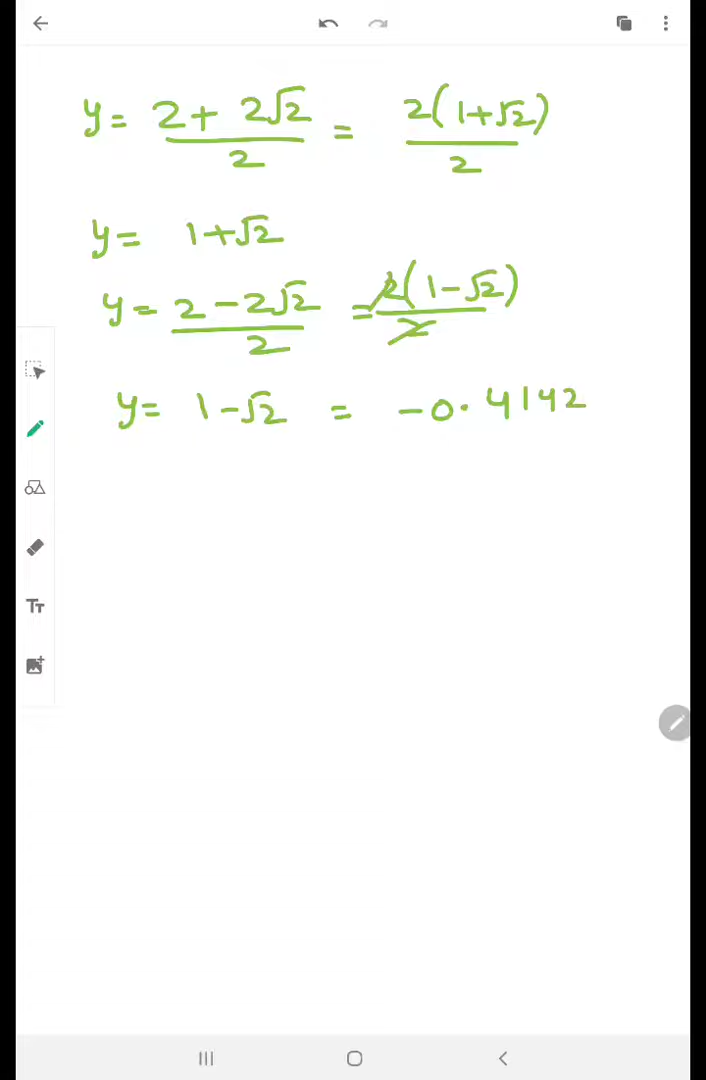 y = 2 + 2√2 / 2 = 2(1+√2) / 2
y = 1+√2
y = 2 - 2√2 / 2 = 2(1-√2) / 2
y = 1-√2 = -0.4142
Tт